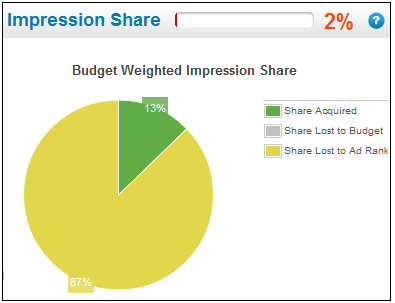 Impression Share 2% ?
Budget Weighted Impression Share
13%
Share Acquired
Share Lost to Budget
Share Lost to Ad Rank
87%